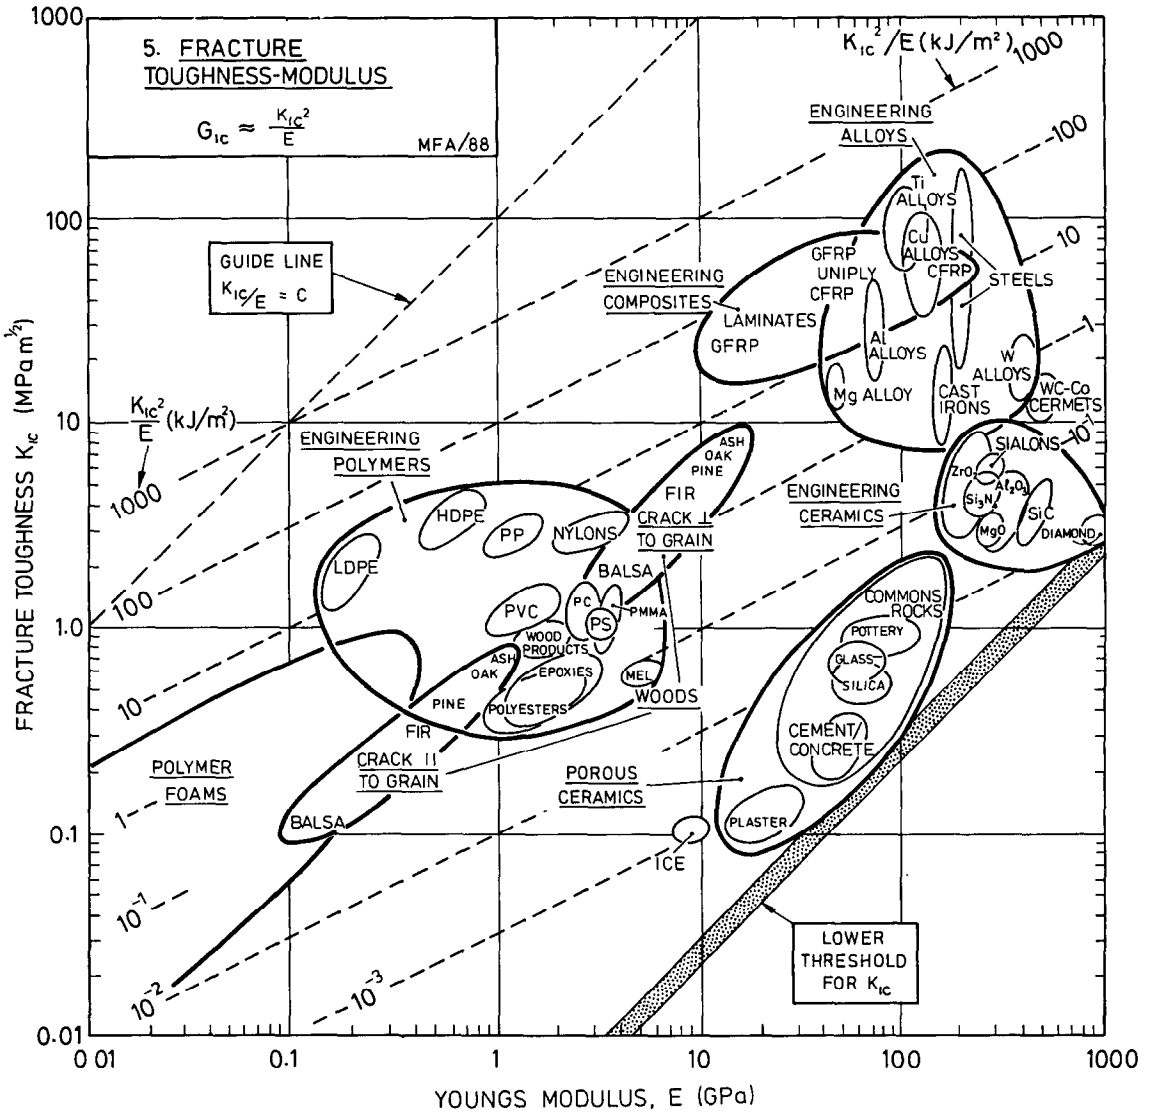 1000
5. FRACTURE
TOUGHNESS-MODULUS
G_Ic ≈ K_Ic²/E
MFA/88
K_Ic²/E (kJ/m²)
1000
ENGINEERING
ALLOYS
100
Ti
ALLOYS
100
Cu
ALLOYS
10
GUIDE LINE
K_Ic/E = C
GFRP
UNIPLY
CFRP
CFRP
ENGINEERING
COMPOSITES
STEELS
LAMINATES
GFRP
1
Al
ALLOYS
W
ALLOYS
Mg ALLOY
CAST
IRONS
WC-Co
CERMETS
K_Ic²/E (kJ/m²)
10
10⁻¹
ENGINEERING
POLYMERS
ASH
OAK
PINE
SIALONS
ZrO₂
Al₂O₃
1000
FIR
ENGINEERING
CERAMICS
Si₃N₄
SiC
HDPE
PP
NYLONS
CRACK ⊥
TO GRAIN
MgO
DIAMOND
LDPE
BALSA
100
PVC
PC
PMMA
PS
COMMONS
ROCKS
1.0
WOOD
PRODUCTS
POTTERY
ASH
OAK
EPOXIES
MEL
GLASS
SILICA
10
PINE
POLYESTERS
WOODS
FIR
CEMENT/
CONCRETE
CRACK II
TO GRAIN
POLYMER
FOAMS
POROUS
CERAMICS
1
BALSA
PLASTER
0.1
ICE
10⁻¹
LOWER
THRESHOLD
FOR K_Ic
10⁻²
10⁻³
0.01
FRACTURE TOUGHNESS K_Ic (MPa m^½)
0 01
0.1
1
10
100
1000
YOUNGS MODULUS, E (GPa)